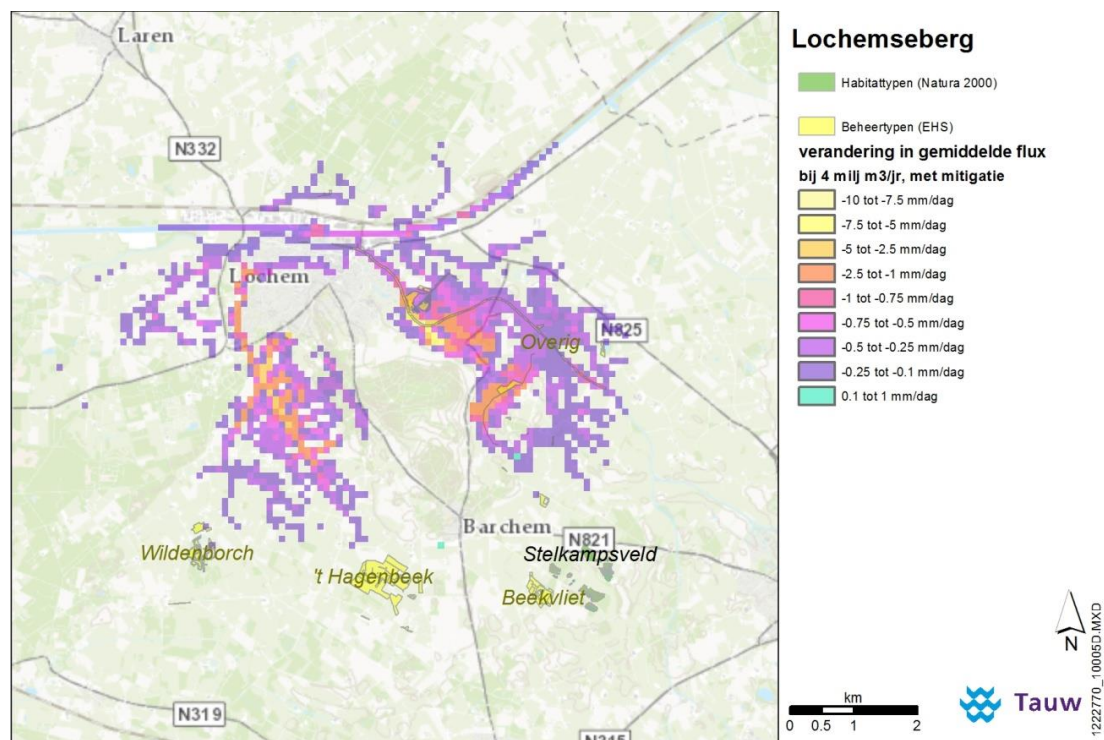 Laren
N332
Lochem
N825
Overig
Barchem
N821
Wildenborch
Stelkampsveld
't Hagenbeek
Beekvliet
N319
N315
Lochemseberg
Habitattypen (Natura 2000)
Beheertypen (EHS)
verandering in gemiddelde flux
bij 4 milj m3/jr, met mitigatie
-10 tot -7.5 mm/dag
-7.5 tot -5 mm/dag
-5 tot -2.5 mm/dag
-2.5 tot -1 mm/dag
-1 tot -0.75 mm/dag
-0.75 tot -0.5 mm/dag
-0.5 tot -0.25 mm/dag
-0.25 tot -0.1 mm/dag
0.1 tot 1 mm/dag
N
km
0 0.5 1 2
Tauw
1222770_10005D.MXD